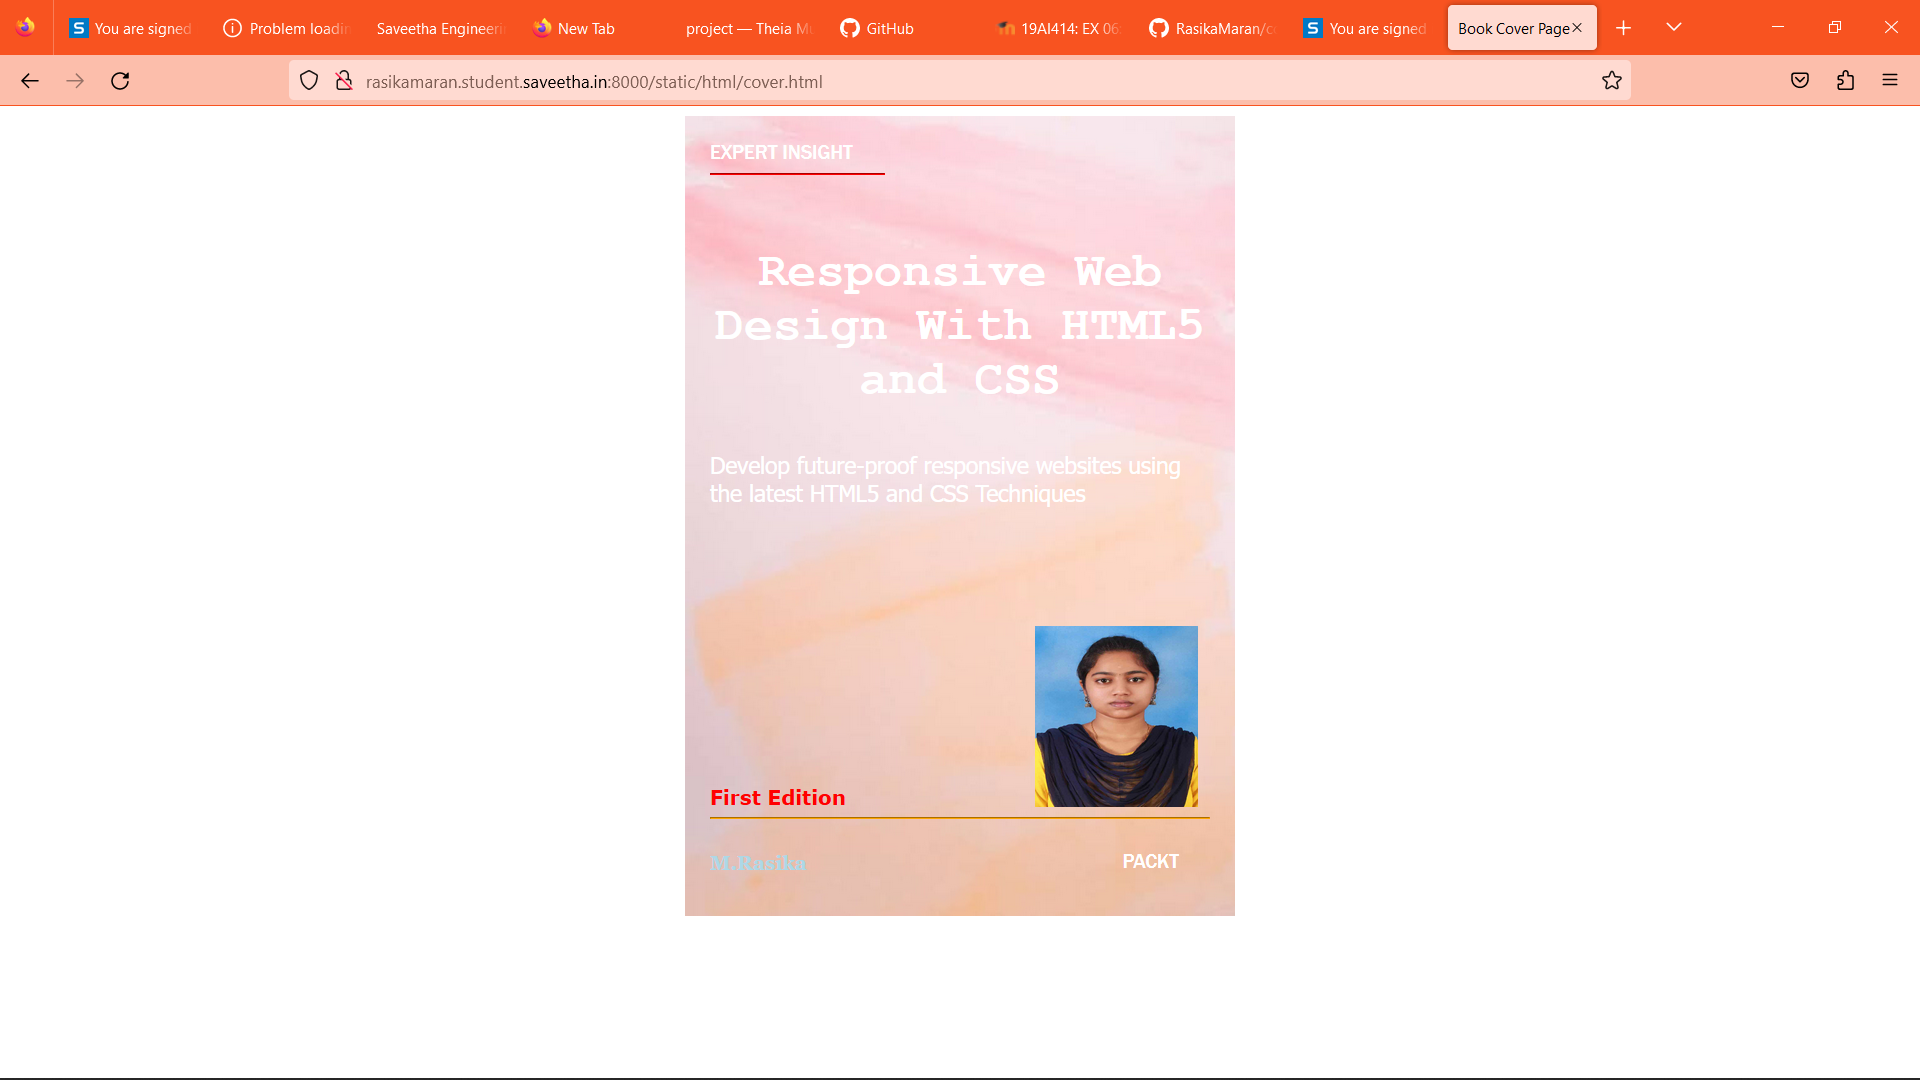 You are signed
Problem loadin
Saveetha Engineeri
New Tab
project — Theia Mu
GitHub
19AI414: EX 06:
RasikaMaran/c
You are signed
Book Cover Page
rasikamaran.student.saveetha.in:8000/static/html/cover.html
EXPERT INSIGHT
Responsive Web
Design With HTML5
and CSS
Develop future-proof responsive websites using
the latest HTML5 and CSS Techniques
First Edition
M.Rasika
PACKT